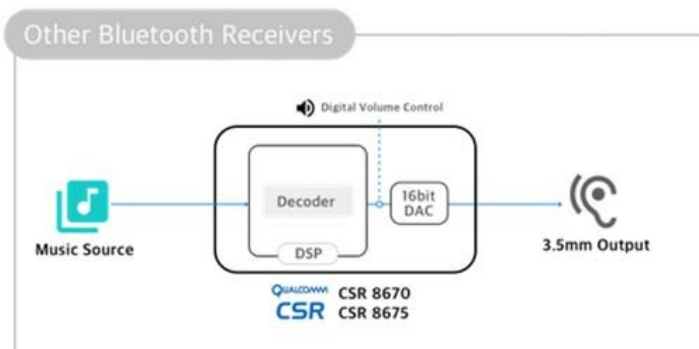 Other Bluetooth Receivers
Digital Volume Control
Decoder
16bit
DAC
DSP
Music Source
3.5mm Output
QUALCOMM CSR 8670
CSR CSR 8675